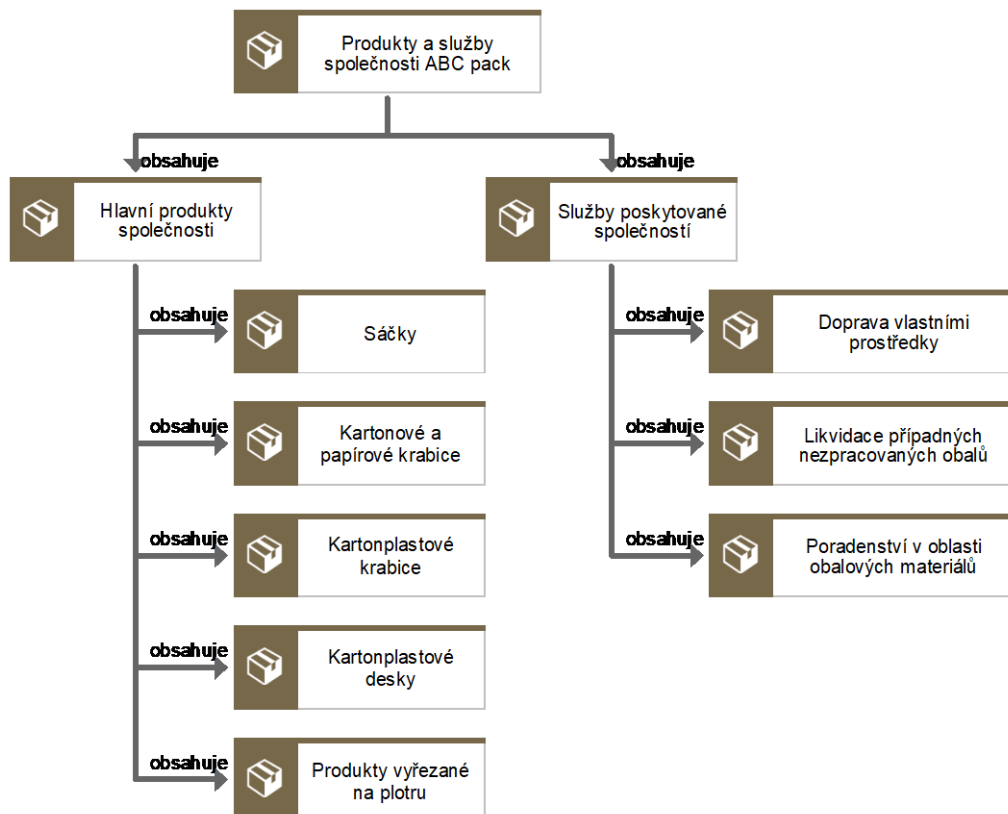 Produkty a služby
společnosti ABC pack
obsahuje
obsahuje
Hlavní produkty
společnosti
Služby poskytované
společností
obsahuje
Sáčky
obsahuje
Doprava vlastními
prostředky
obsahuje
Kartonové a
papírové krabice
obsahuje
Likvidace případných
nezpracovaných obalů
obsahuje
Kartonplastové
krabice
obsahuje
Poradenství v oblasti
obalových materiálů
obsahuje
Kartonplastové
desky
obsahuje
Produkty vyřezané
na plotru